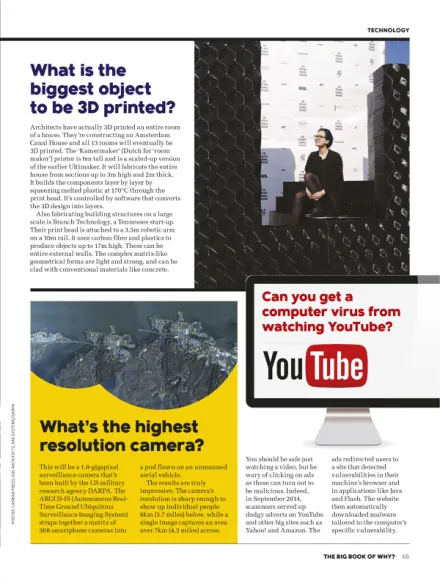 TECHNOLOGY
What is the
biggest object
to be 3D printed?
Architects have actually 3D printed an entire room
of a house. They're constructing an Amsterdam
Canal House and all 13 rooms will eventually be
3D printed. The 'Kamermaker' (Dutch for 'room
maker') printer is 6m tall and is a scaled-up version
of the earlier Ultimaker. It will fabricate the entire
house from sections up to 3m high and 2m thick.
It builds the components layer by layer by
squeezing melted plastic at 170°C through the
print head. It's controlled by software that converts
the 3D design into layers.
Also fabricating building structures on a large
scale is Branch Technology, a Tennessee start-up.
Their print head is attached to a 3.5m robotic arm
on a 10m rail. It uses carbon fibre and plastics to
produce objects up to 17m high. These can be
entire external walls. The complex matrix-like
geometrical forms are light and strong, and can be
clad with conventional materials like concrete.
Can you get a
computer virus from
watching YouTube?
YouTube
What's the highest
resolution camera?
This will be a 1.8-gigapixel
surveillance camera that's
been built by the US military
research agency DARPA. The
ARGUS-IS (Autonomous Real-
Time Ground Ubiquitous
Surveillance Imaging System)
straps together a matrix of
368 smartphone cameras into
a pod flown on an unmanned
aerial vehicle.
The results are truly
impressive. The camera's
resolution is sharp enough to
show up individual people
6km (3.7 miles) below, while a
single image captures an area
over 7km (4.3 miles) across.
You should be safe just
watching a video, but be
wary of clicking on ads
as these can turn out to
be malicious. Indeed,
in September 2014,
scammers served up
dodgy adverts on YouTube
and other big sites such as
Yahoo! and Amazon. The
ads redirected users to
a site that detected
vulnerabilities in their
machine's browser and
in applications like Java
and Flash. The website
then automatically
downloaded malware
tailored to the computer's
specific vulnerability.
THE BIG BOOK OF WHY? 65